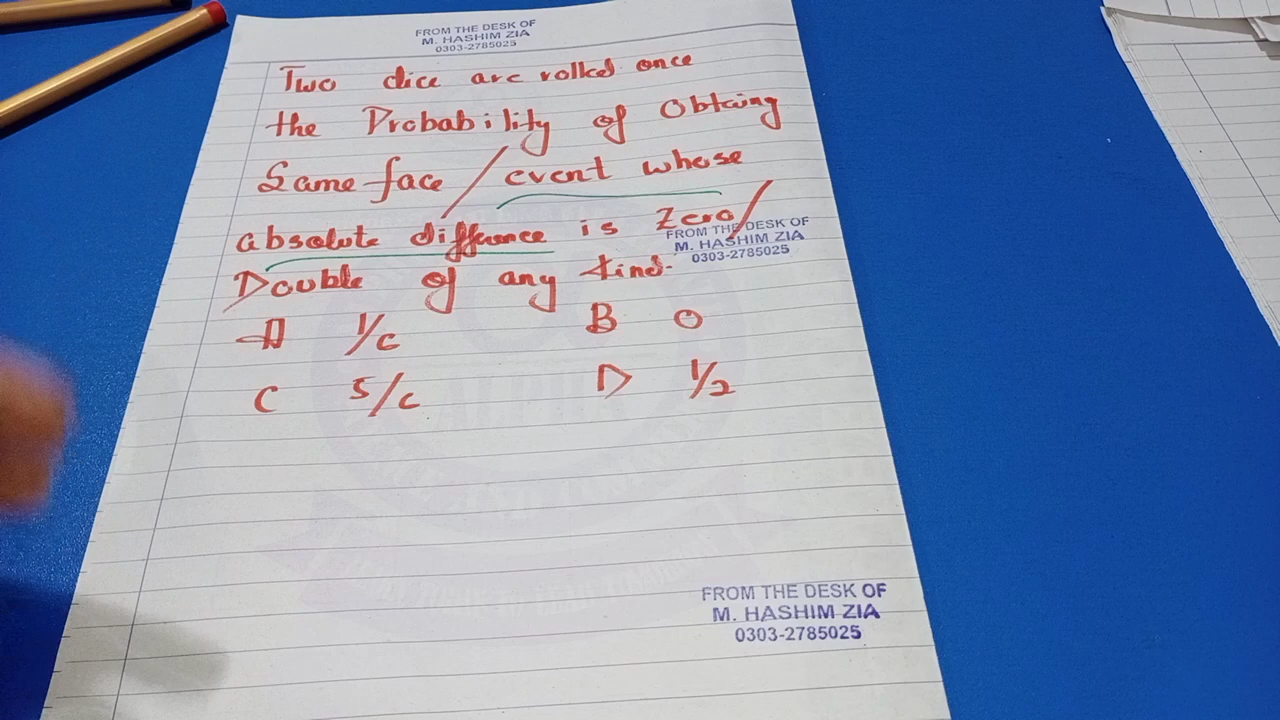 FROM THE DESK OF
M. HASHIM ZIA
0303-2785025
Two dice are rolled once
the Probability of Obtaing
Same face / event whose
absolute difference is Zero/
FROM THE DESK OF
M. HASHIM ZIA
0303-2785025
Double of any kind.
A 1/6 B 0
C 5/6 D 1/2
FROM THE DESK OF
M. HASHIM ZIA
0303-2785025